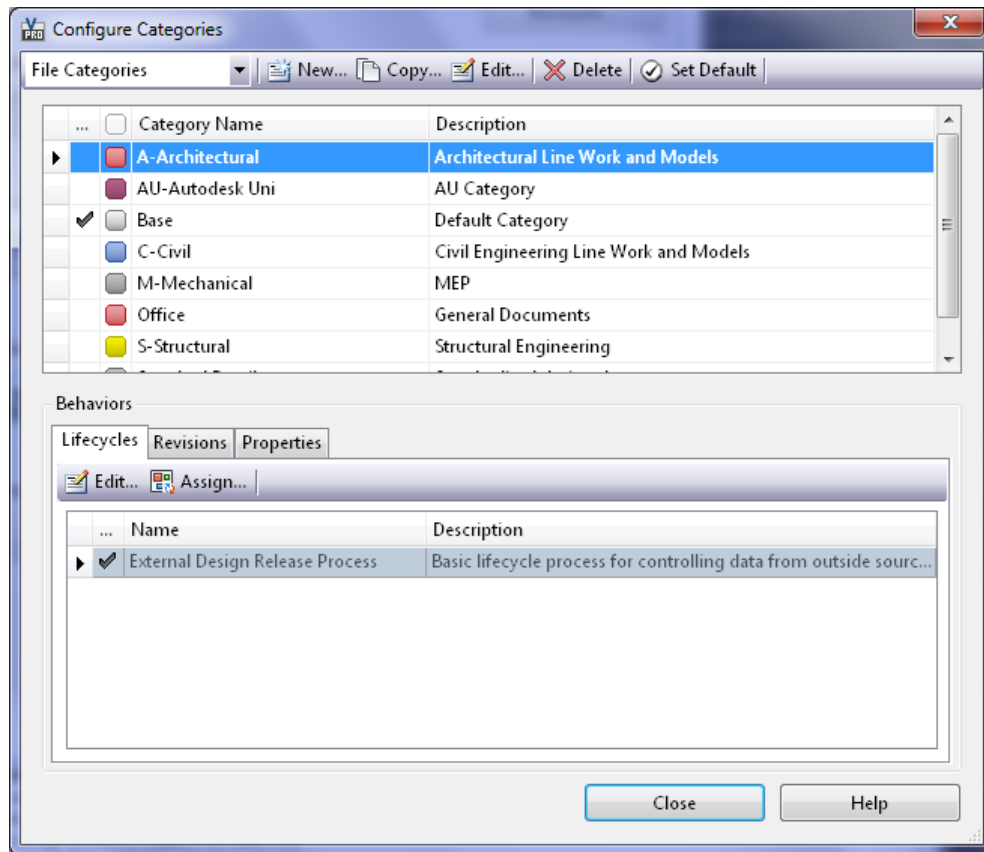 PRO Configure Categories
File Categories New... Copy... Edit... Delete Set Default
... Category Name Description
A-Architectural Architectural Line Work and Models
AU-Autodesk Uni AU Category
Base Default Category
C-Civil Civil Engineering Line Work and Models
M-Mechanical MEP
Office General Documents
S-Structural Structural Engineering
Behaviors
Lifecycles Revisions Properties
Edit... Assign...
... Name Description
External Design Release Process Basic lifecycle process for controlling data from outside sourc...
Close Help